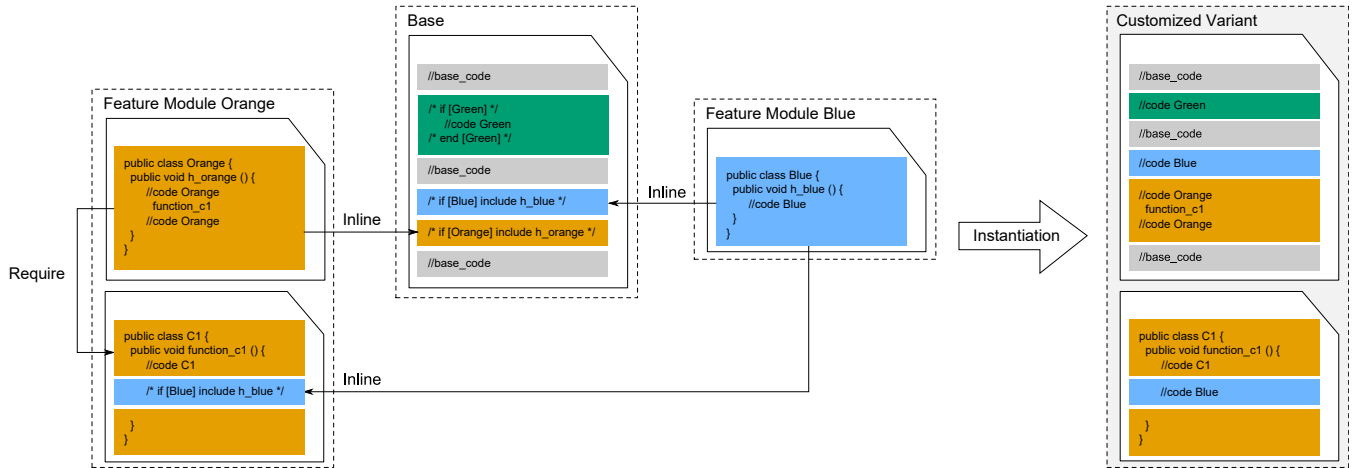 Feature Module Orange
public class Orange {
public void h_orange () {
//code Orange
function_c1
//code Orange
}
}
Require
public class C1 {
public void function_c1 () {
//code C1
/* if [Blue] include h_blue */
}
}
Inline
Base
//base_code
/* if [Green] */
//code Green
/* end [Green] */
//base_code
/* if [Blue] include h_blue */
/* if [Orange] include h_orange */
//base_code
Inline
Inline
Feature Module Blue
public class Blue {
public void h_blue () {
//code Blue
}
}
Instantiation
Customized Variant
//base_code
//code Green
//base_code
//code Blue
//code Orange
function_c1
//code Orange
//base_code
public class C1 {
public void function_c1 () {
//code C1
//code Blue
}
}